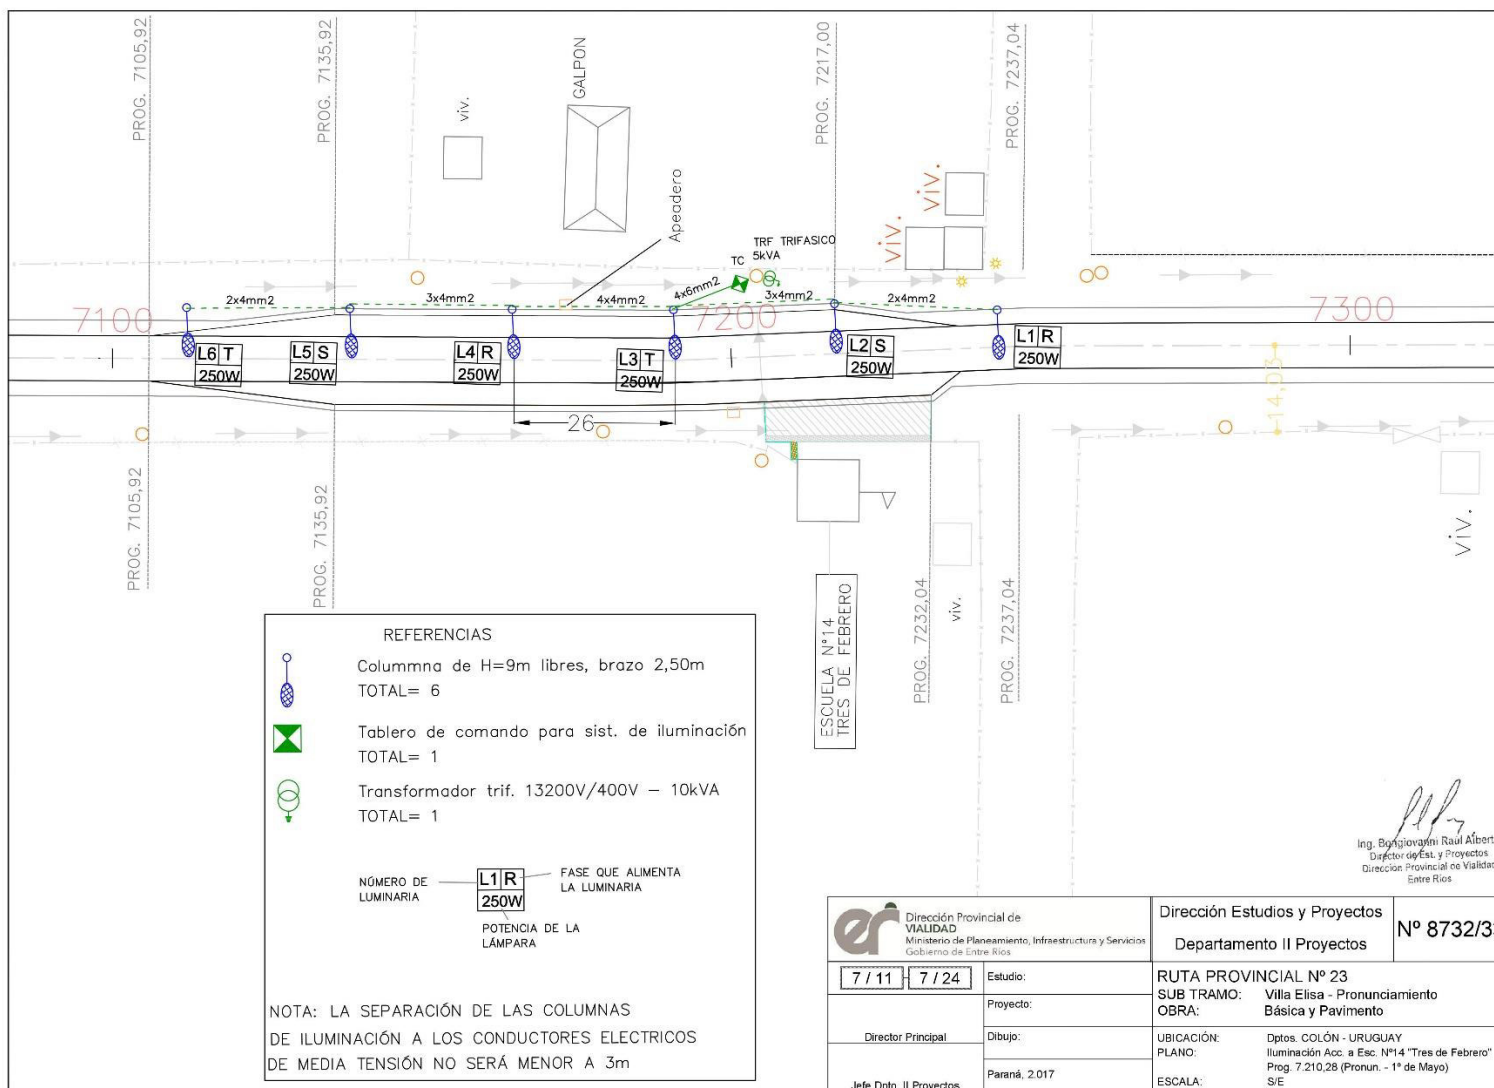 PROG. 7105,92
PROG. 7135,92
viv.
GALPON
Apeadero
PROG. 7217,00
PROG. 7237,04
viv.
viv.
TRF TRIFASICO
5kVA
TC
2x4mm2
3x4mm2
4x4mm2
4x6mm2
3x4mm2
2x4mm2
7100
7200
7300
L6 T
250W
L5 S
250W
L4 R
250W
L3 T
250W
L2 S
250W
L1 R
250W
26
14,03
PROG. 7105,92
PROG. 7135,92
ESCUELA N°14
TRES DE FEBRERO
PROG. 7232,04
viv.
PROG. 7237,04
viv.
REFERENCIAS
Colummna de H=9m libres, brazo 2,50m
TOTAL= 6
Tablero de comando para sist. de iluminación
TOTAL= 1
Transformador trif. 13200V/400V – 10kVA
TOTAL= 1
NÚMERO DE
LUMINARIA
L1 R
250W
FASE QUE ALIMENTA
LA LUMINARIA
POTENCIA DE LA
LÁMPARA
NOTA: LA SEPARACIÓN DE LAS COLUMNAS
DE ILUMINACIÓN A LOS CONDUCTORES ELECTRICOS
DE MEDIA TENSIÓN NO SERÁ MENOR A 3m
Ing. Bongiovanni Raúl Albert
Director de Est. y Proyectos
Dirección Provincial de Vialidad
Entre Ríos
er
Dirección Provincial de
VIALIDAD
Ministerio de Planeamiento, Infraestructura y Servicios
Gobierno de Entre Ríos
Dirección Estudios y Proyectos
Departamento II Proyectos
Nº 8732/3
7 / 11 7 / 24
Estudio:
Proyecto:
Director Principal
Dibujo:
Jefe Dpto. II Proyectos
Paraná, 2.017
RUTA PROVINCIAL Nº 23
SUB TRAMO: Villa Elisa - Pronunciamiento
OBRA: Básica y Pavimento
UBICACIÓN: Dptos. COLÓN - URUGUAY
PLANO: Iluminación Acc. a Esc. Nº14 "Tres de Febrero"
Prog. 7.210,28 (Pronun. - 1º de Mayo)
ESCALA: S/E